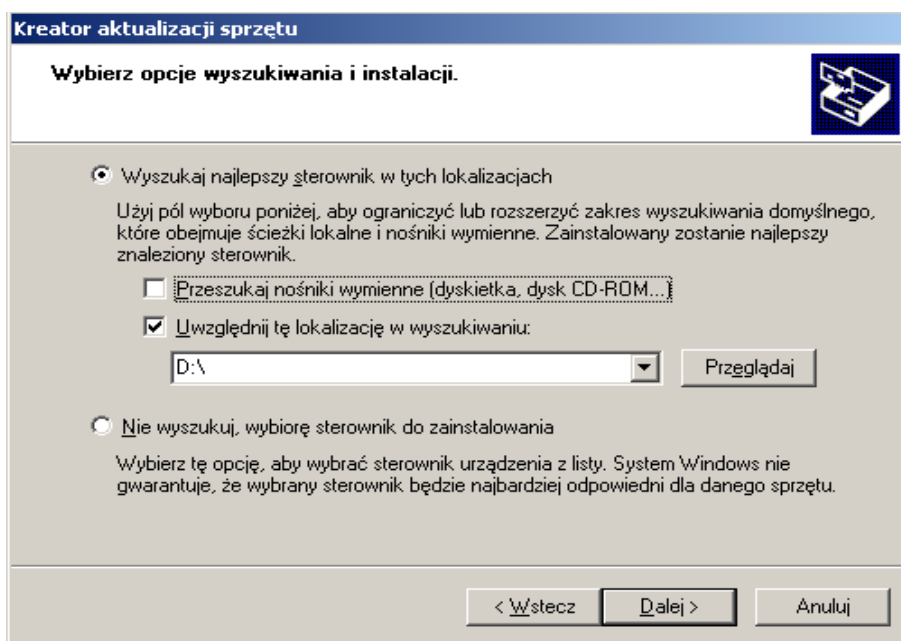 Kreator aktualizacji sprzętu
Wybierz opcje wyszukiwania i instalacji.
Wyszukaj najlepszy sterownik w tych lokalizacjach
Użyj pól wyboru poniżej, aby ograniczyć lub rozszerzyć zakres wyszukiwania domyślnego,
które obejmuje ścieżki lokalne i nośniki wymienne. Zainstalowany zostanie najlepszy
znaleziony sterownik.
Przeszukaj nośniki wymienne (dyskietka, dysk CD-ROM...)
Uwzględnij tę lokalizację w wyszukiwaniu:
D:\
Przeglądaj
Nie wyszukuj, wybiorę sterownik do zainstalowania
Wybierz tę opcję, aby wybrać sterownik urządzenia z listy. System Windows nie
gwarantuje, że wybrany sterownik będzie najbardziej odpowiedni dla danego sprzętu.
< Wstecz
Dalej >
Anuluj